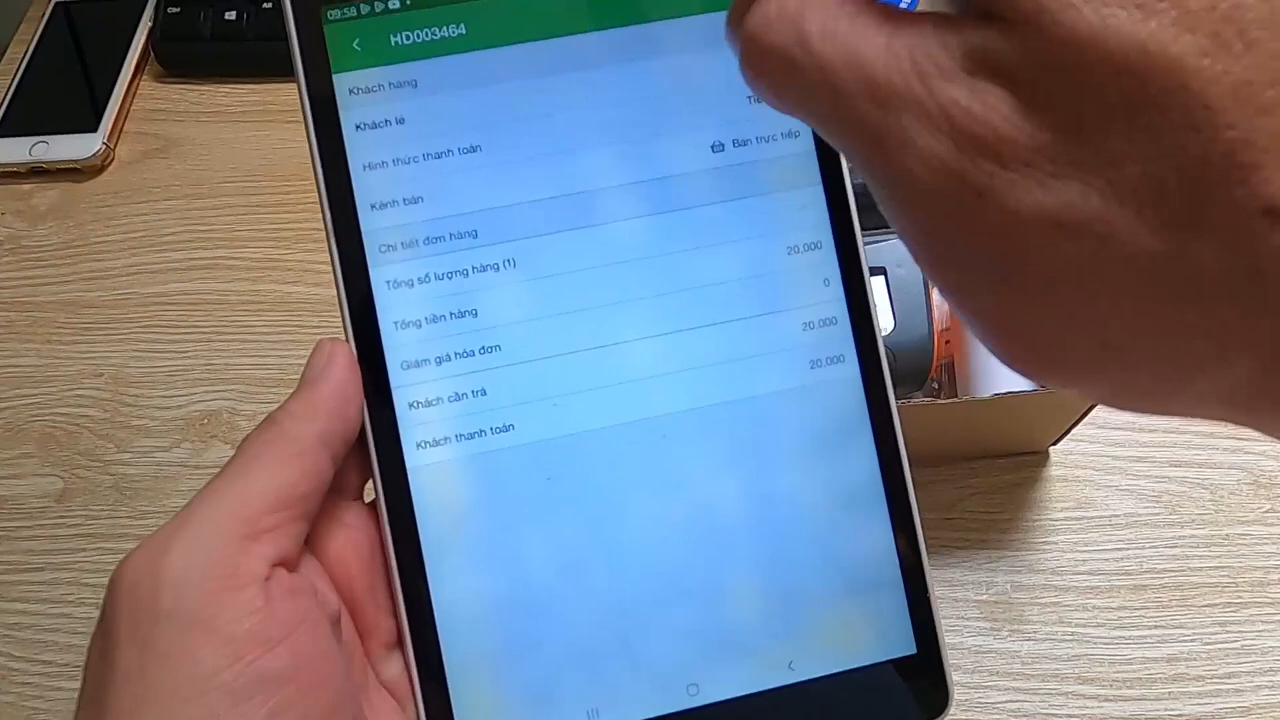 Ctrl
Alt
09:58
HD003464
Khách hàng
Khách lẻ
Hình thức thanh toán
Kênh bán
Bán trực tiếp
Chi tiết đơn hàng
Tổng số lượng hàng (1)
Tổng tiền hàng
20,000
Giảm giá hóa đơn
0
Khách cần trả
20,000
Khách thanh toán
20,000